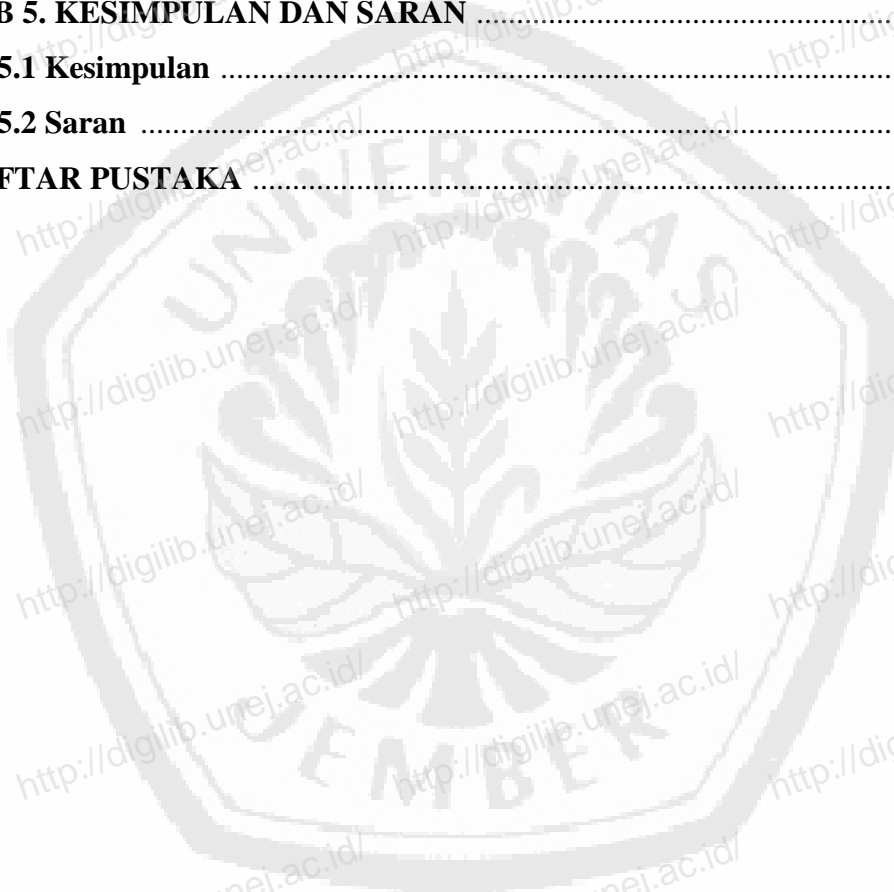 B 5. KESIMPULAN DAN SARAN ........................................................
5.1 Kesimpulan ........................................................................................
5.2 Saran ..................................................................................................
FTAR PUSTAKA ....................................................................................
UNIVERSITAS
JEMBER
http://digilib.unej.ac.id/
http://digilib.unej.ac.id/
http://digilib.unej.ac.id/
http://digilib.unej.ac.id/
http://digilib.unej.ac.id/
http://digilib.unej.ac.id/
http://digilib.unej.ac.id/
http://digilib.unej.ac.id/